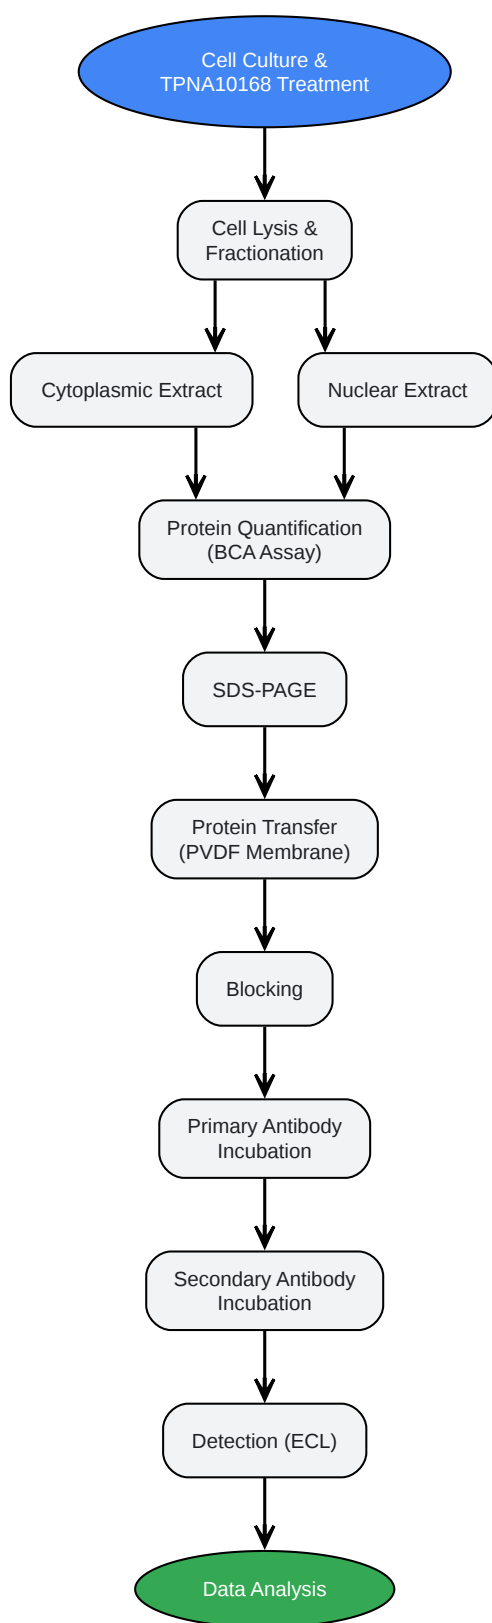 Cell Culture &
TPNA10168 Treatment
Cell Lysis &
Fractionation
Cytoplasmic Extract
Nuclear Extract
Protein Quantification
(BCA Assay)
SDS-PAGE
Protein Transfer
(PVDF Membrane)
Blocking
Primary Antibody
Incubation
Secondary Antibody
Incubation
Detection (ECL)
Data Analysis